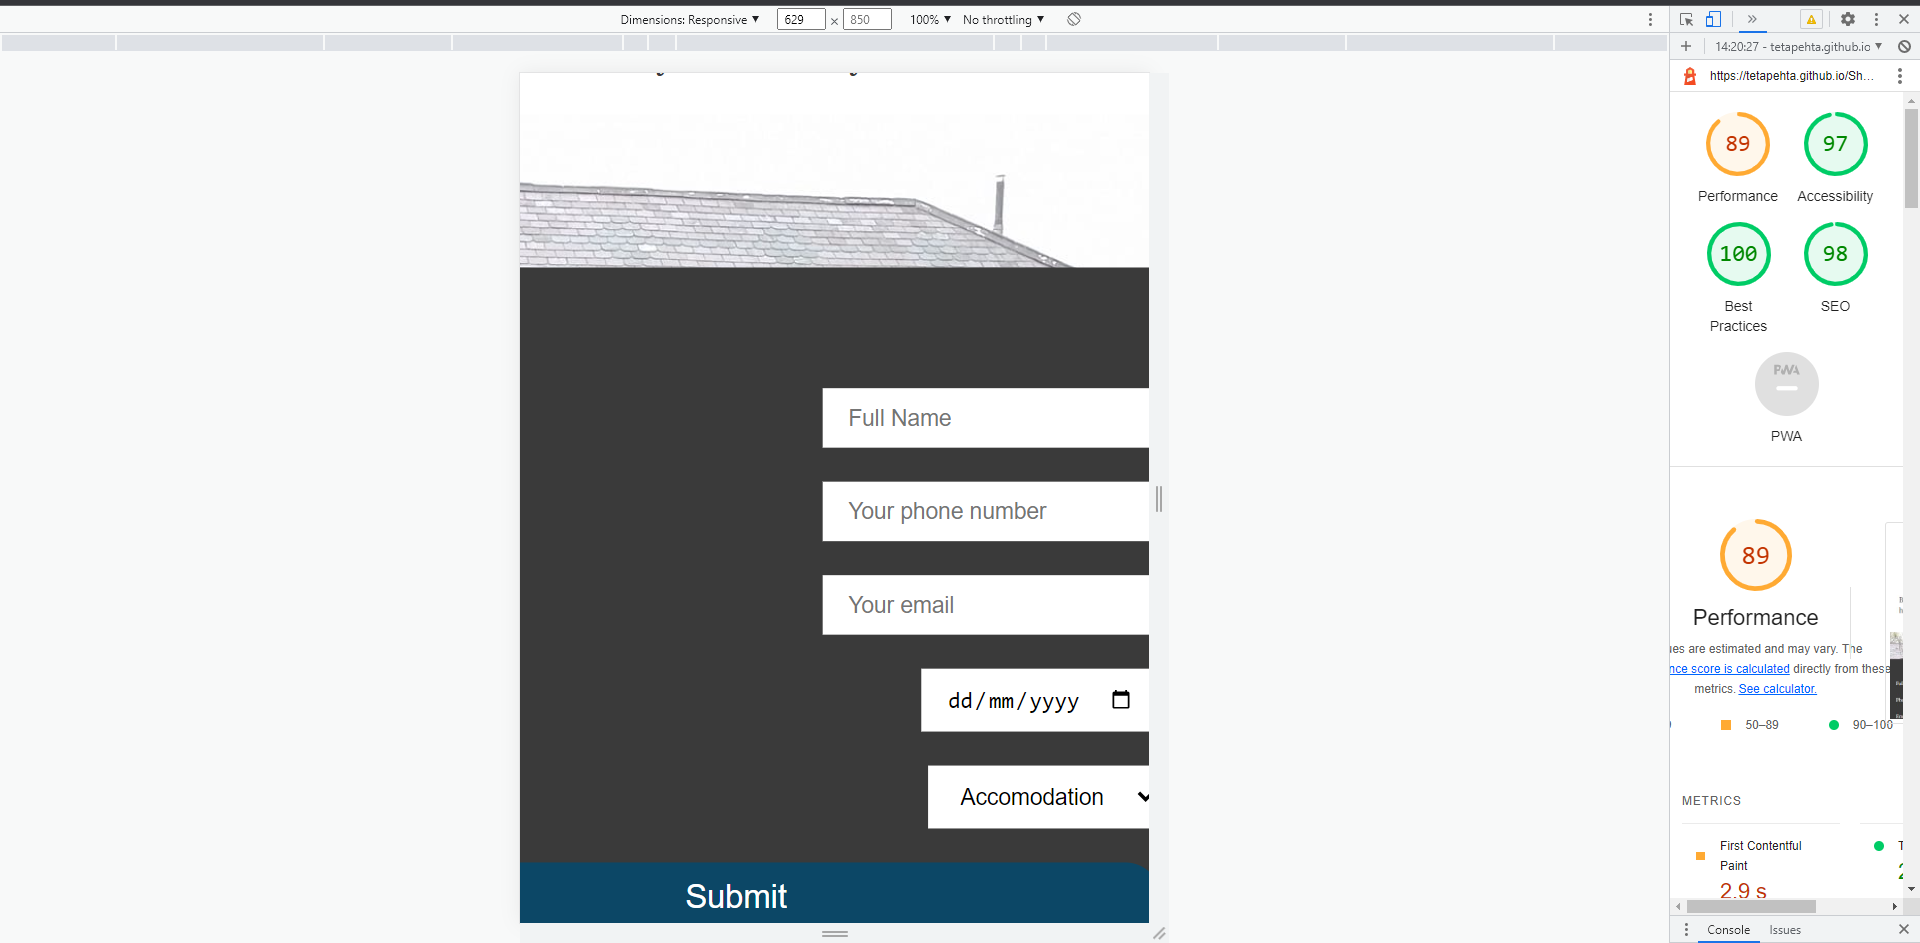 Dimensions: Responsive ▼ 629 × 850 100% ▼ No throttling ▼
14:20:27 - tetapehta.github.io ▼
https://tetapehta.github.io/Sh…
89 97
Performance Accessibility
100 98
Best SEO
Practices
PWA
PWA
Full Name
Your phone number
Your email
dd/mm/yyyy
Accomodation
Submit
89
Performance
are estimated and may vary. The
score is calculated directly from these
metrics. See calculator.
50–89 90–100
METRICS
First Contentful
Paint
2.9 s
Console Issues